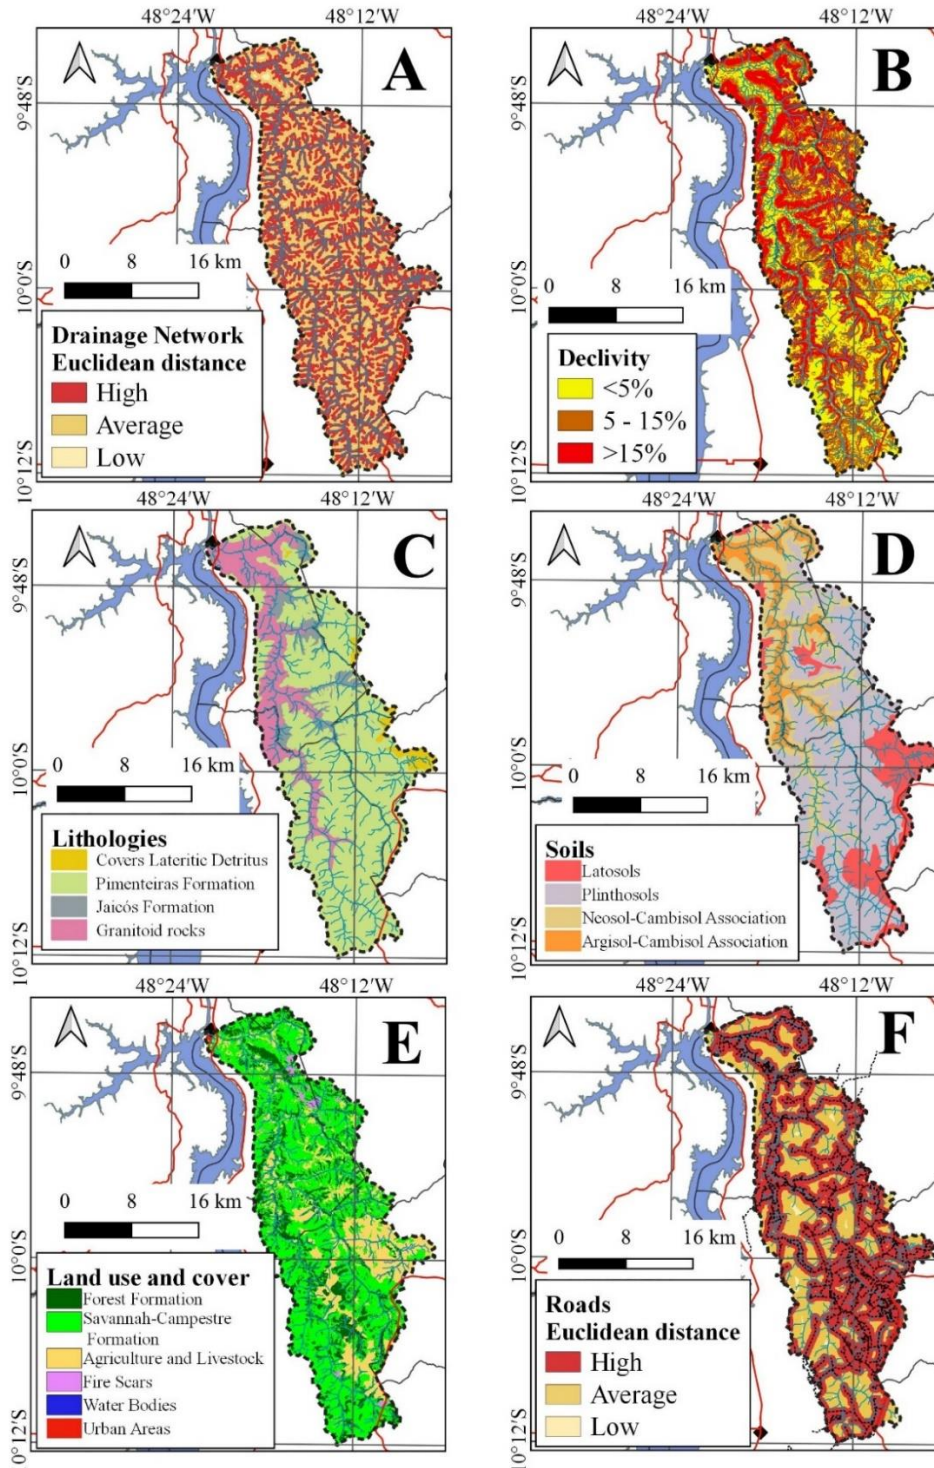 48°24'W 48°12'W
A
9°48'S
0 8 16 km
10°0'S
Drainage Network
Euclidean distance
High
Average
Low
10°12'S
48°24'W 48°12'W
B
9°48'S
0 8 16 km
10°0'S
Declivity
<5%
5 - 15%
>15%
10°12'S
48°24'W 48°12'W
C
9°48'S
0 8 16 km
10°0'S
Lithologies
Covers Lateritic Detritus
Pimenteiras Formation
Jaicós Formation
Granitoid rocks
10°12'S
48°24'W 48°12'W
D
9°48'S
0 8 16 km
10°0'S
Soils
Latosols
Plinthosols
Neosol-Cambisol Association
Argisol-Cambisol Association
10°12'S
48°24'W 48°12'W
E
9°48'S
0 8 16 km
10°0'S
Land use and cover
Forest Formation
Savannah-Campestre
Formation
Agriculture and Livestock
Fire Scars
Water Bodies
Urban Areas
0°12'S
48°24'W 48°12'W
F
9°48'S
0 8 16 km
10°0'S
Roads
Euclidean distance
High
Average
Low
10°12'S